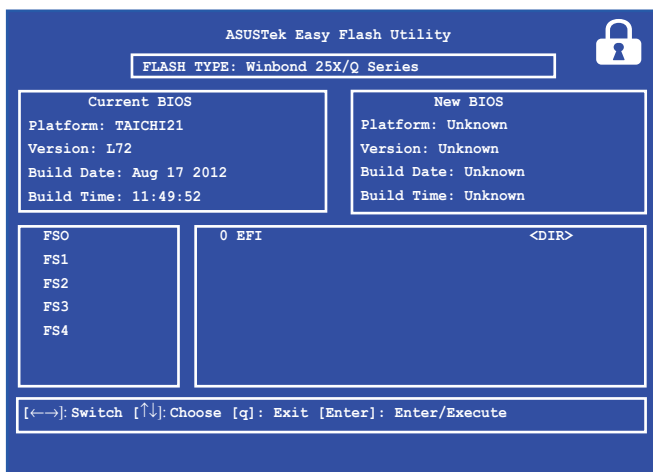 ASUSTek Easy Flash Utility
FLASH TYPE: Winbond 25X/Q Series
Current BIOS
Platform: TAICHI21
Version: L72
Build Date: Aug 17 2012
Build Time: 11:49:52
New BIOS
Platform: Unknown
Version: Unknown
Build Date: Unknown
Build Time: Unknown
FSO
FS1
FS2
FS3
FS4
0 EFI <DIR>
[←→]: Switch [↑↓]: Choose [q]: Exit [Enter]: Enter/Execute